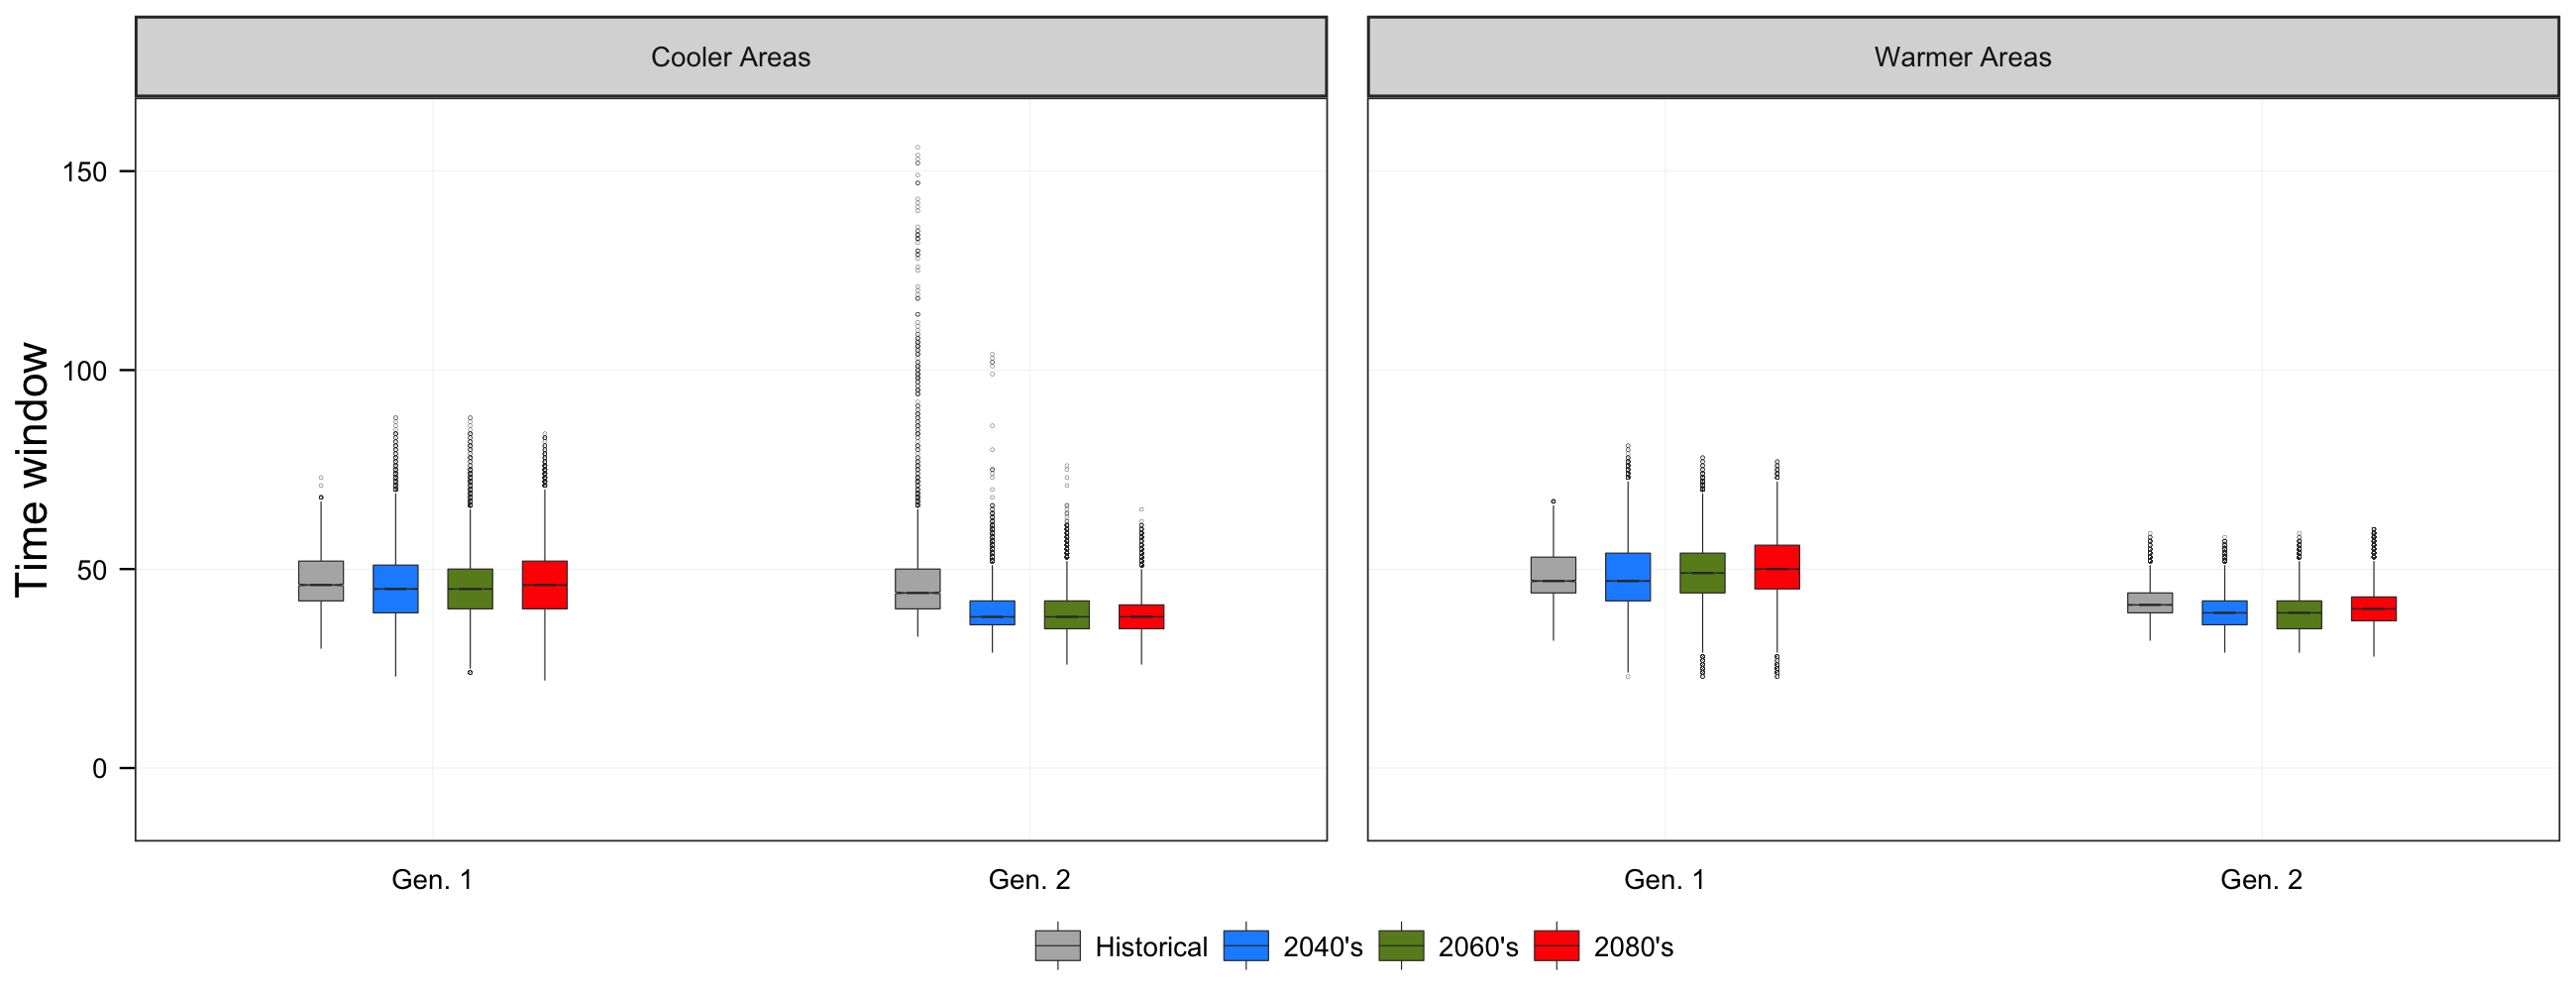 Cooler Areas
Warmer Areas
Time window
150
100
50
0
Gen. 1
Gen. 2
Gen. 1
Gen. 2
Historical 2040's 2060's 2080's